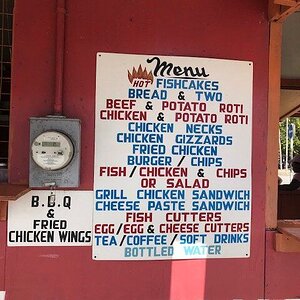 Menu
HOT FISHCAKES
BREAD & TWO
BEEF & POTATO ROTI
CHICKEN & POTATO ROTI
CHICKEN NECKS
CHICKEN GIZZARDS
FRIED CHICKEN
BURGER / CHIPS
FISH / CHICKEN & CHIPS
OR SALAD
GRILL CHICKEN SANDWICH
CHEESE PASTE SANDWICH
FISH CUTTERS
EGG/EGG & CHEESE CUTTERS
TEA/COFFEE/SOFT DRINKS
BOTTLED WATER
B.B.Q
&
FRIED
CHICKEN WINGS